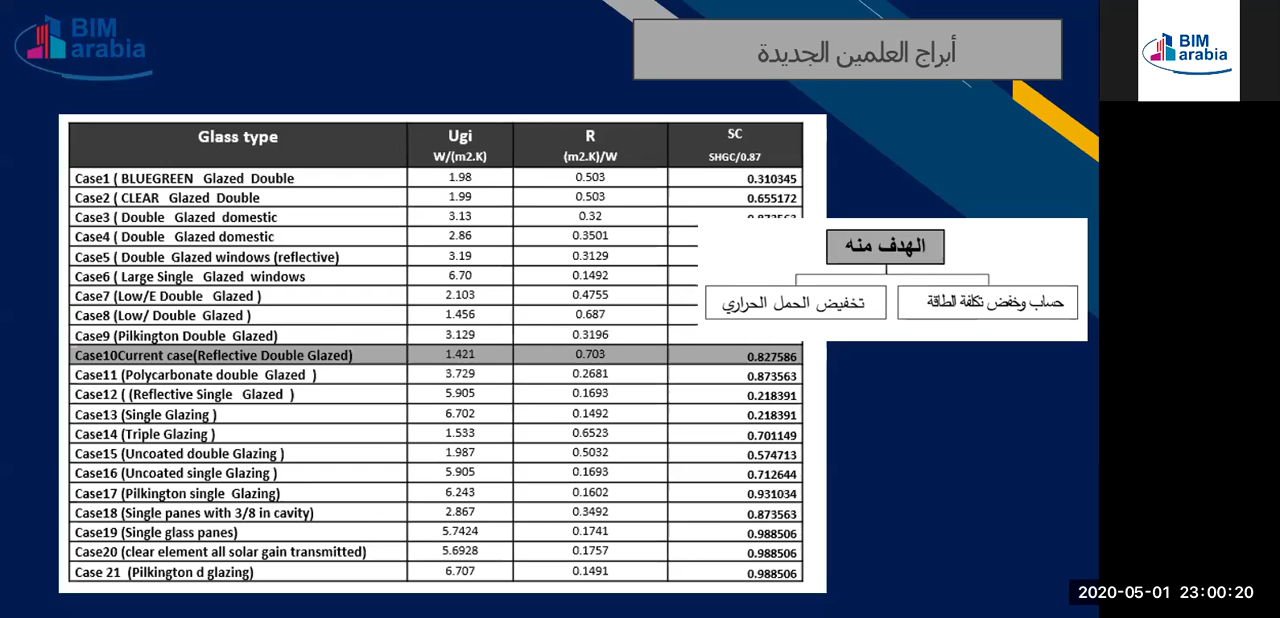 BIM
arabia
أبراج العلمين الجديدة
BIM
arabia
Glass type Ugi R SC
W/(m2.K) (m2.K)/W SHGC/0.87
Case1 ( BLUEGREEN Glazed Double 1.98 0.503 0.310345
Case2 ( CLEAR Glazed Double 1.99 0.503 0.655172
Case3 ( Double Glazed domestic 3.13 0.32
Case4 ( Double Glazed domestic 2.86 0.3501
Case5 ( Double Glazed windows (reflective) 3.19 0.3129
Case6 ( Large Single Glazed windows 6.70 0.1492
Case7 (Low/E Double Glazed ) 2.103 0.4755
Case8 (Low/ Double Glazed ) 1.456 0.687
Case9 (Pilkington Double Glazed) 3.129 0.3196
Case10Current case(Reflective Double Glazed) 1.421 0.703 0.827586
Case11 (Polycarbonate double Glazed ) 3.729 0.2681 0.873563
Case12 ( (Reflective Single Glazed ) 5.905 0.1693 0.218391
Case13 (Single Glazing ) 6.702 0.1492 0.218391
Case14 (Triple Glazing ) 1.533 0.6523 0.701149
Case15 (Uncoated double Glazing ) 1.987 0.5032 0.574713
Case16 (Uncoated single Glazing ) 5.905 0.1693 0.712644
Case17 (Pilkington single Glazing) 6.243 0.1602 0.931034
Case18 (Single panes with 3/8 in cavity) 2.867 0.3492 0.873563
Case19 (Single glass panes) 5.7424 0.1741 0.988506
Case20 (clear element all solar gain transmitted) 5.6928 0.1757 0.988506
Case 21 (Pilkington d glazing) 6.707 0.1491 0.988506
الهدف منه
حساب وخفض تكلفة الطاقة
تخفيض الحمل الحراري
2020-05-01 23:00:20